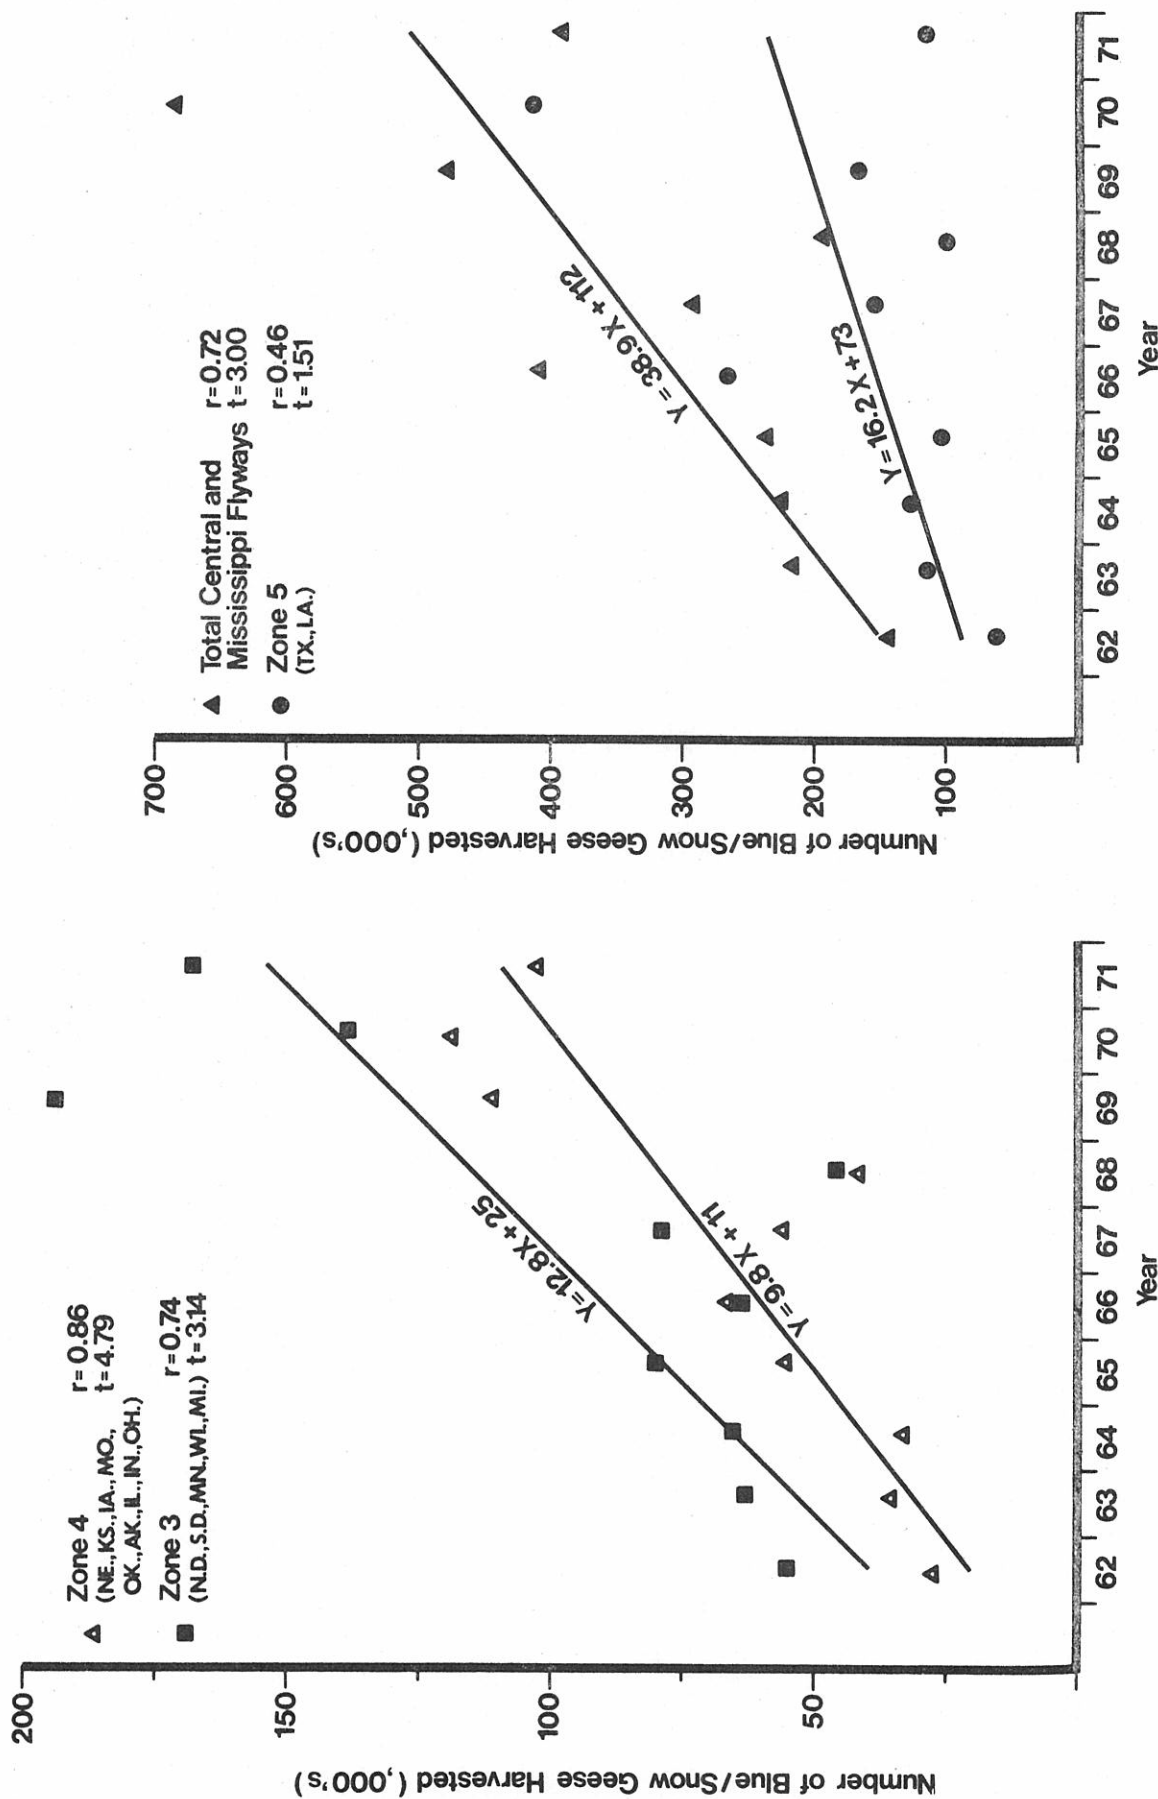 200
150
100
50
Number of Blue/Snow Geese Harvested (,000's)
Zone 4 r=0.86
(NE.,KS.,IA.,MO., t=4.79
OK.,AK.,IL.,IN.,OH.)
Zone 3 r=0.74
(N.D.,S.D.,MN.,WI.,MI.) t=3.14
Y=12.8X+25
Y=9.8X+11
62 63 64 65 66 67 68 69 70 71
Year
700
600
500
400
300
200
100
Number of Blue/Snow Geese Harvested (,000's)
Total Central and r=0.72
Mississippi Flyways t=3.00
Zone 5 r=0.46
(TX.,LA.) t=1.51
Y=38.9X+112
Y=16.2X+73
62 63 64 65 66 67 68 69 70 71
Year